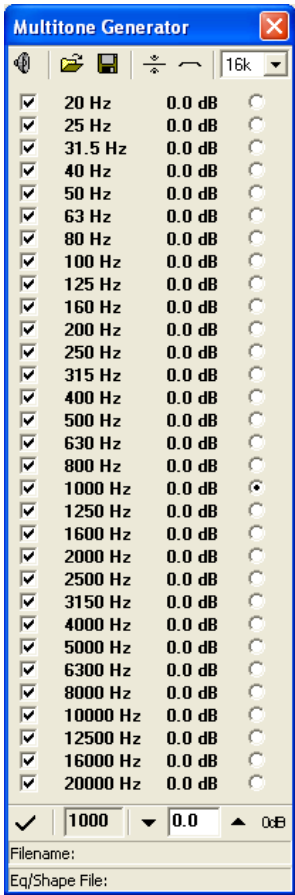 Multitone Generator
16k
20 Hz 0.0 dB
25 Hz 0.0 dB
31.5 Hz 0.0 dB
40 Hz 0.0 dB
50 Hz 0.0 dB
63 Hz 0.0 dB
80 Hz 0.0 dB
100 Hz 0.0 dB
125 Hz 0.0 dB
160 Hz 0.0 dB
200 Hz 0.0 dB
250 Hz 0.0 dB
315 Hz 0.0 dB
400 Hz 0.0 dB
500 Hz 0.0 dB
630 Hz 0.0 dB
800 Hz 0.0 dB
1000 Hz 0.0 dB
1250 Hz 0.0 dB
1600 Hz 0.0 dB
2000 Hz 0.0 dB
2500 Hz 0.0 dB
3150 Hz 0.0 dB
4000 Hz 0.0 dB
5000 Hz 0.0 dB
6300 Hz 0.0 dB
8000 Hz 0.0 dB
10000 Hz 0.0 dB
12500 Hz 0.0 dB
16000 Hz 0.0 dB
20000 Hz 0.0 dB
1000 0.0 0dB
Filename:
Eq/Shape File: